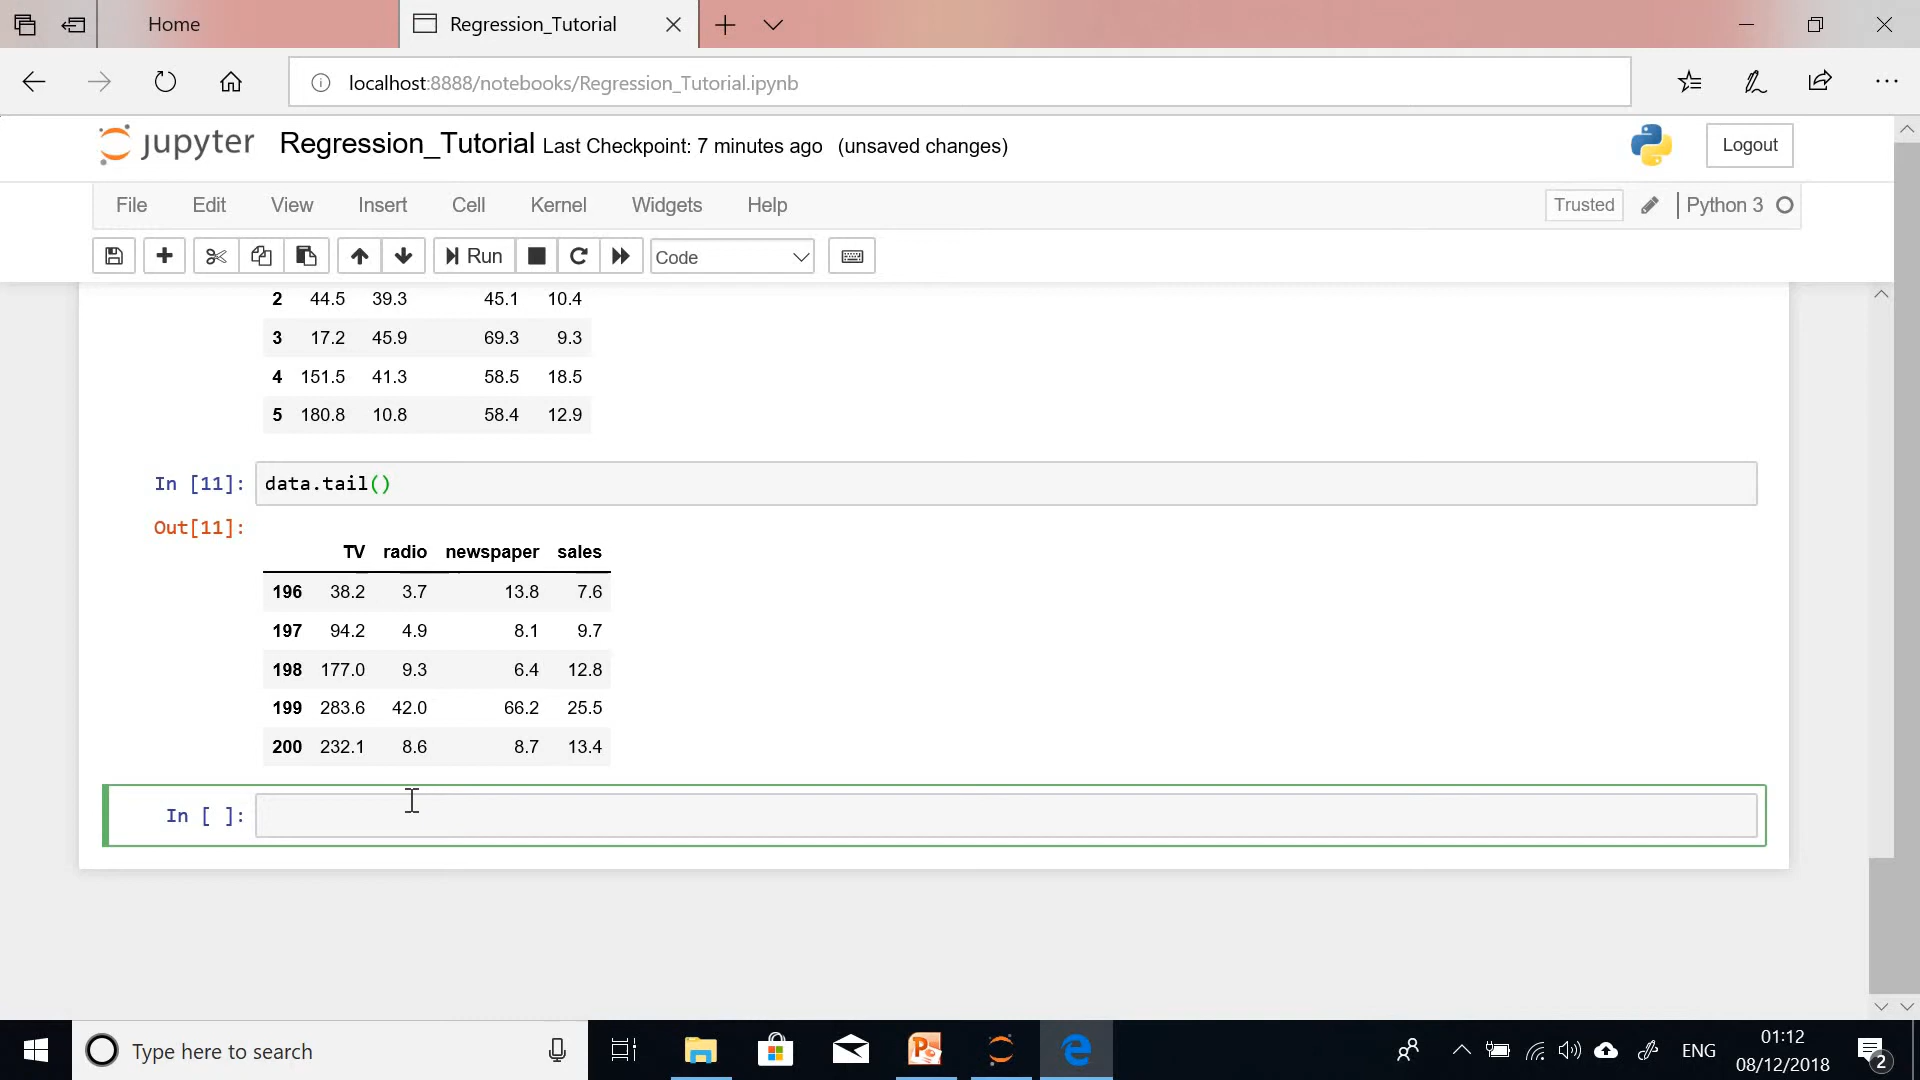 Home
Regression_Tutorial
localhost:8888/notebooks/Regression_Tutorial.ipynb
jupyter Regression_Tutorial Last Checkpoint: 7 minutes ago (unsaved changes)
Logout
File Edit View Insert Cell Kernel Widgets Help
Trusted
Python 3
Run
Code
2 44.5 39.3 45.1 10.4
3 17.2 45.9 69.3 9.3
4 151.5 41.3 58.5 18.5
5 180.8 10.8 58.4 12.9
In [11]: data.tail()
Out[11]:
TV radio newspaper sales
196 38.2 3.7 13.8 7.6
197 94.2 4.9 8.1 9.7
198 177.0 9.3 6.4 12.8
199 283.6 42.0 66.2 25.5
200 232.1 8.6 8.7 13.4
In [ ]:
Type here to search
ENG
01:12
08/12/2018
2